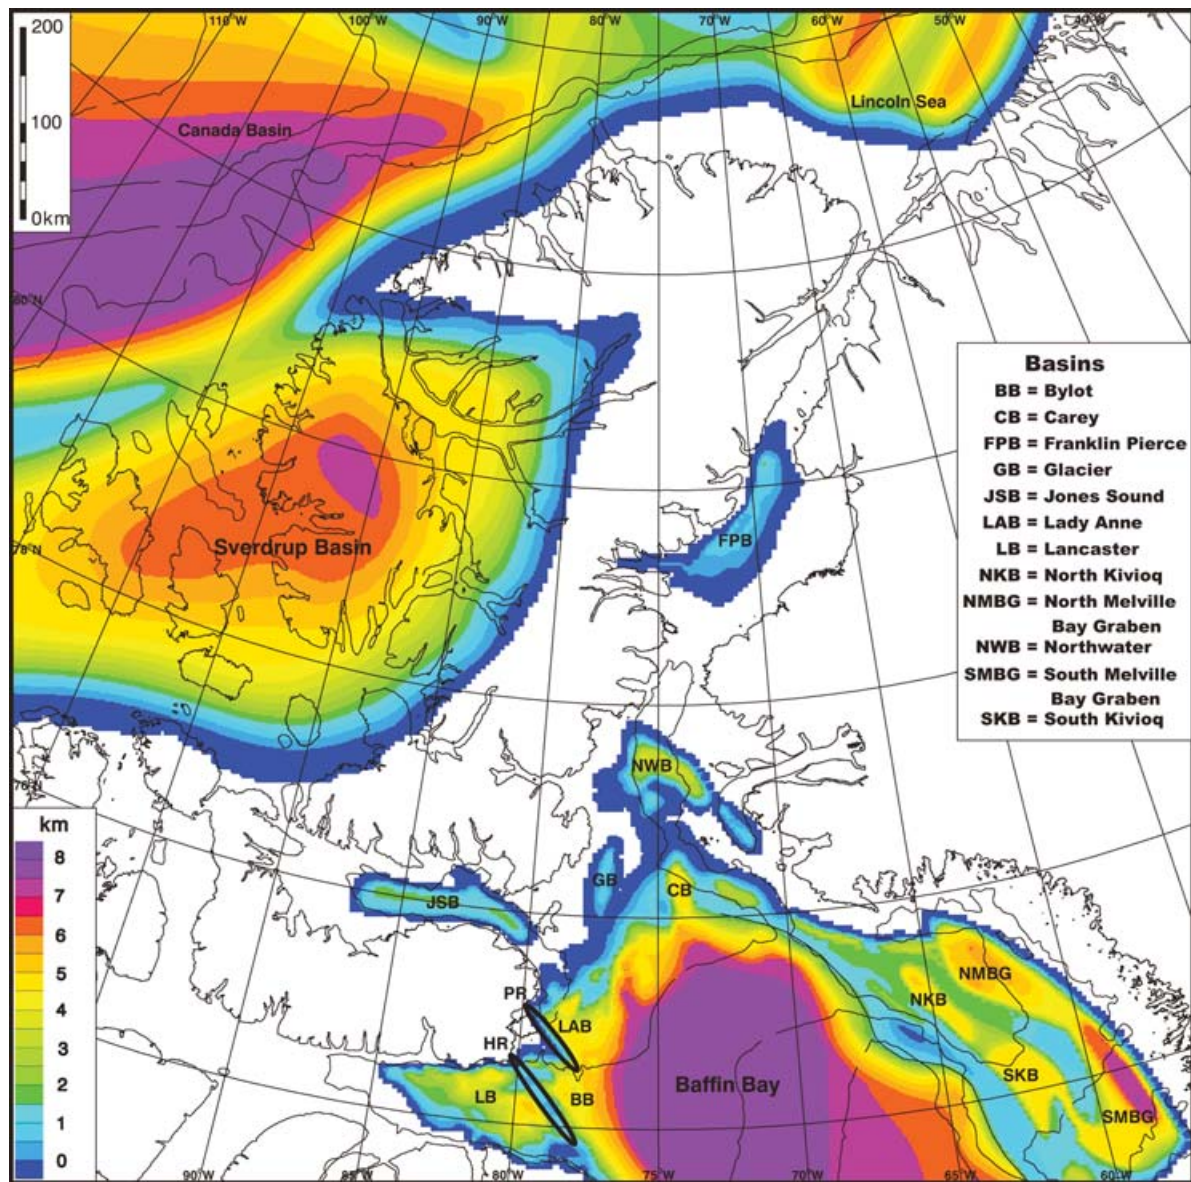 110°W 100°W 90°W 80°W 70°W 60°W 50°W 40°W
200
100
0km
Lincoln Sea
Canada Basin
80°N
Basins
BB = Bylot
CB = Carey
FPB = Franklin Pierce
GB = Glacier
JSB = Jones Sound
LAB = Lady Anne
LB = Lancaster
NKB = North Kivioq
NMBG = North Melville
Bay Graben
NWB = Northwater
SMBG = South Melville
Bay Graben
SKB = South Kivioq
FPB
Sverdrup Basin
78°N
NWB
76°N
km
8
7
6
5
4
3
2
1
0
GB
CB
JSB
NMBG
PR
NKB
LAB
HR
SKB
Baffin Bay
LB
BB
SMBG
90°W 85°W 80°W 75°W 70°W 65°W 60°W